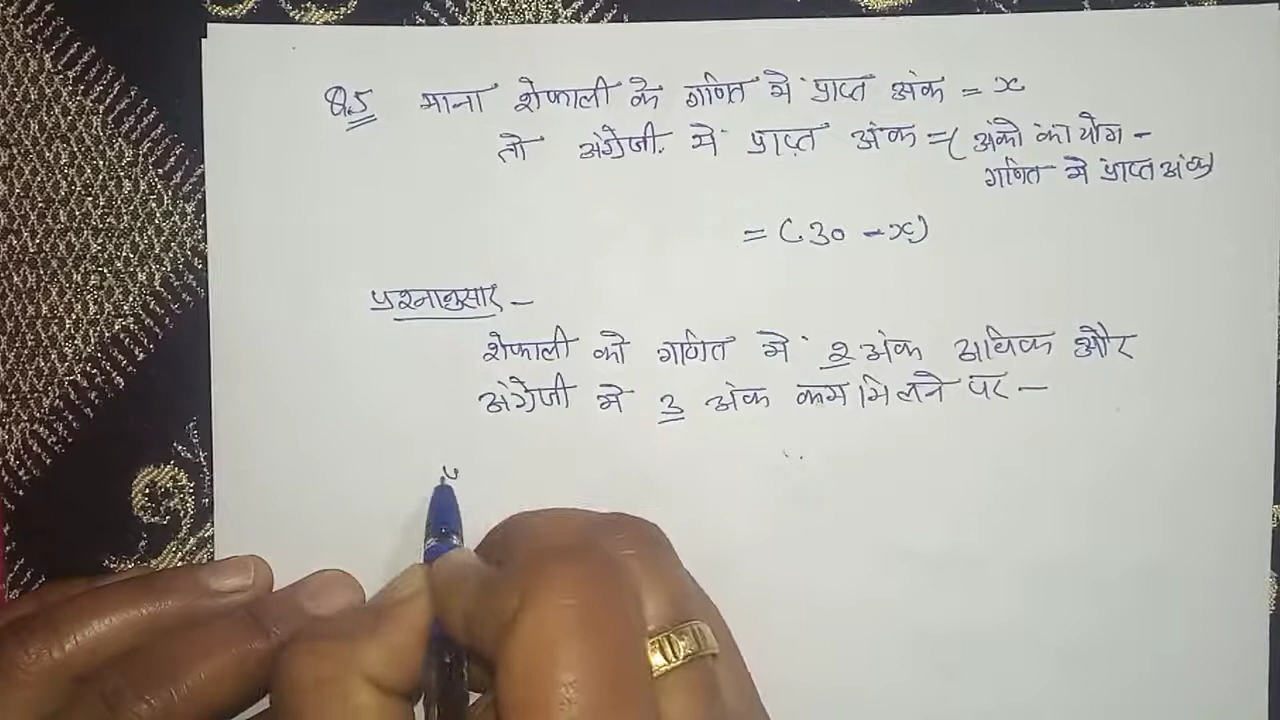 Q.5 माना शेफाली के गणित मे प्राप्त अंक = x
तो अंग्रेजी. मे प्राप्त अंक =( अंको का योग -
गणित मे प्राप्त अंक)
= (30 - x)
प्रश्नानुसार -
शेफाली को गणित मे 2 अंक अधिक और
अंग्रेजी मे 3 अंक कम मिलने पर -